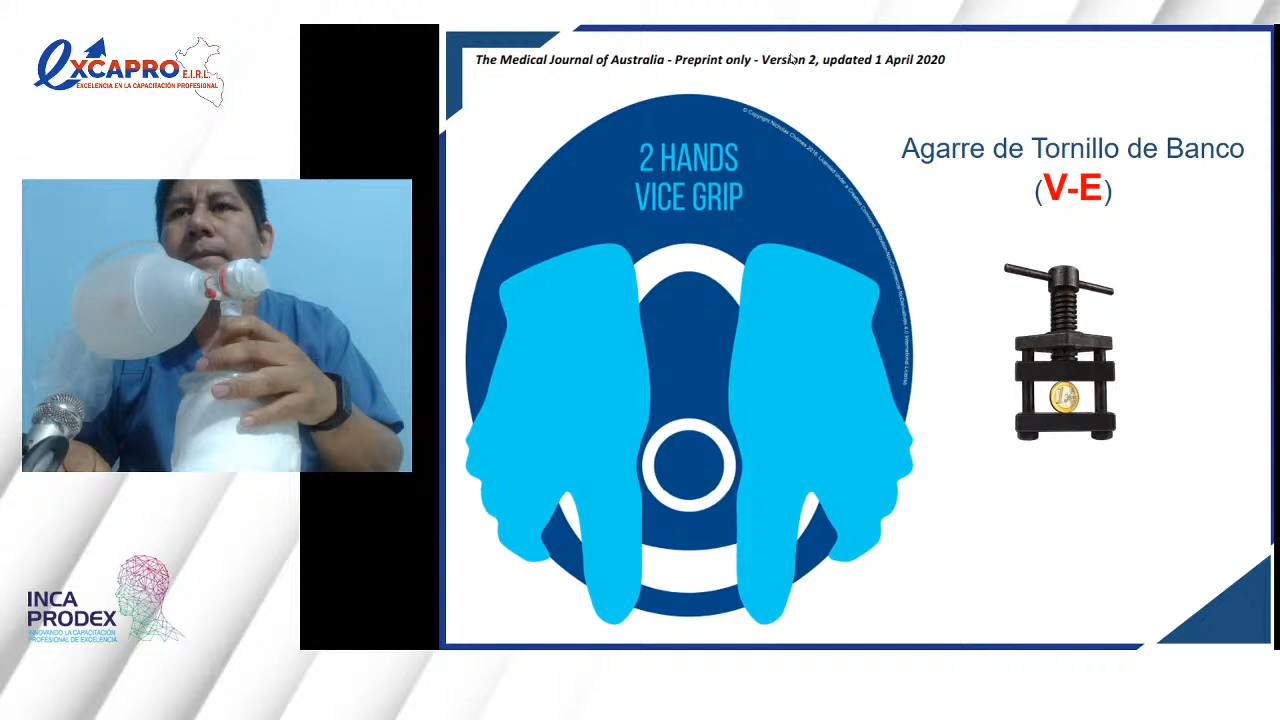 eXCAPRO E.I.R.L.
EXCELENCIA EN LA CAPACITACIÓN PROFESIONAL
The Medical Journal of Australia - Preprint only - Version 2, updated 1 April 2020
2 HANDS
VICE GRIP
Agarre de Tornillo de Banco
(V-E)
INCA
PRODEX
INNOVANDO LA CAPACITACIÓN
PROFESIONAL DE EXCELENCIA